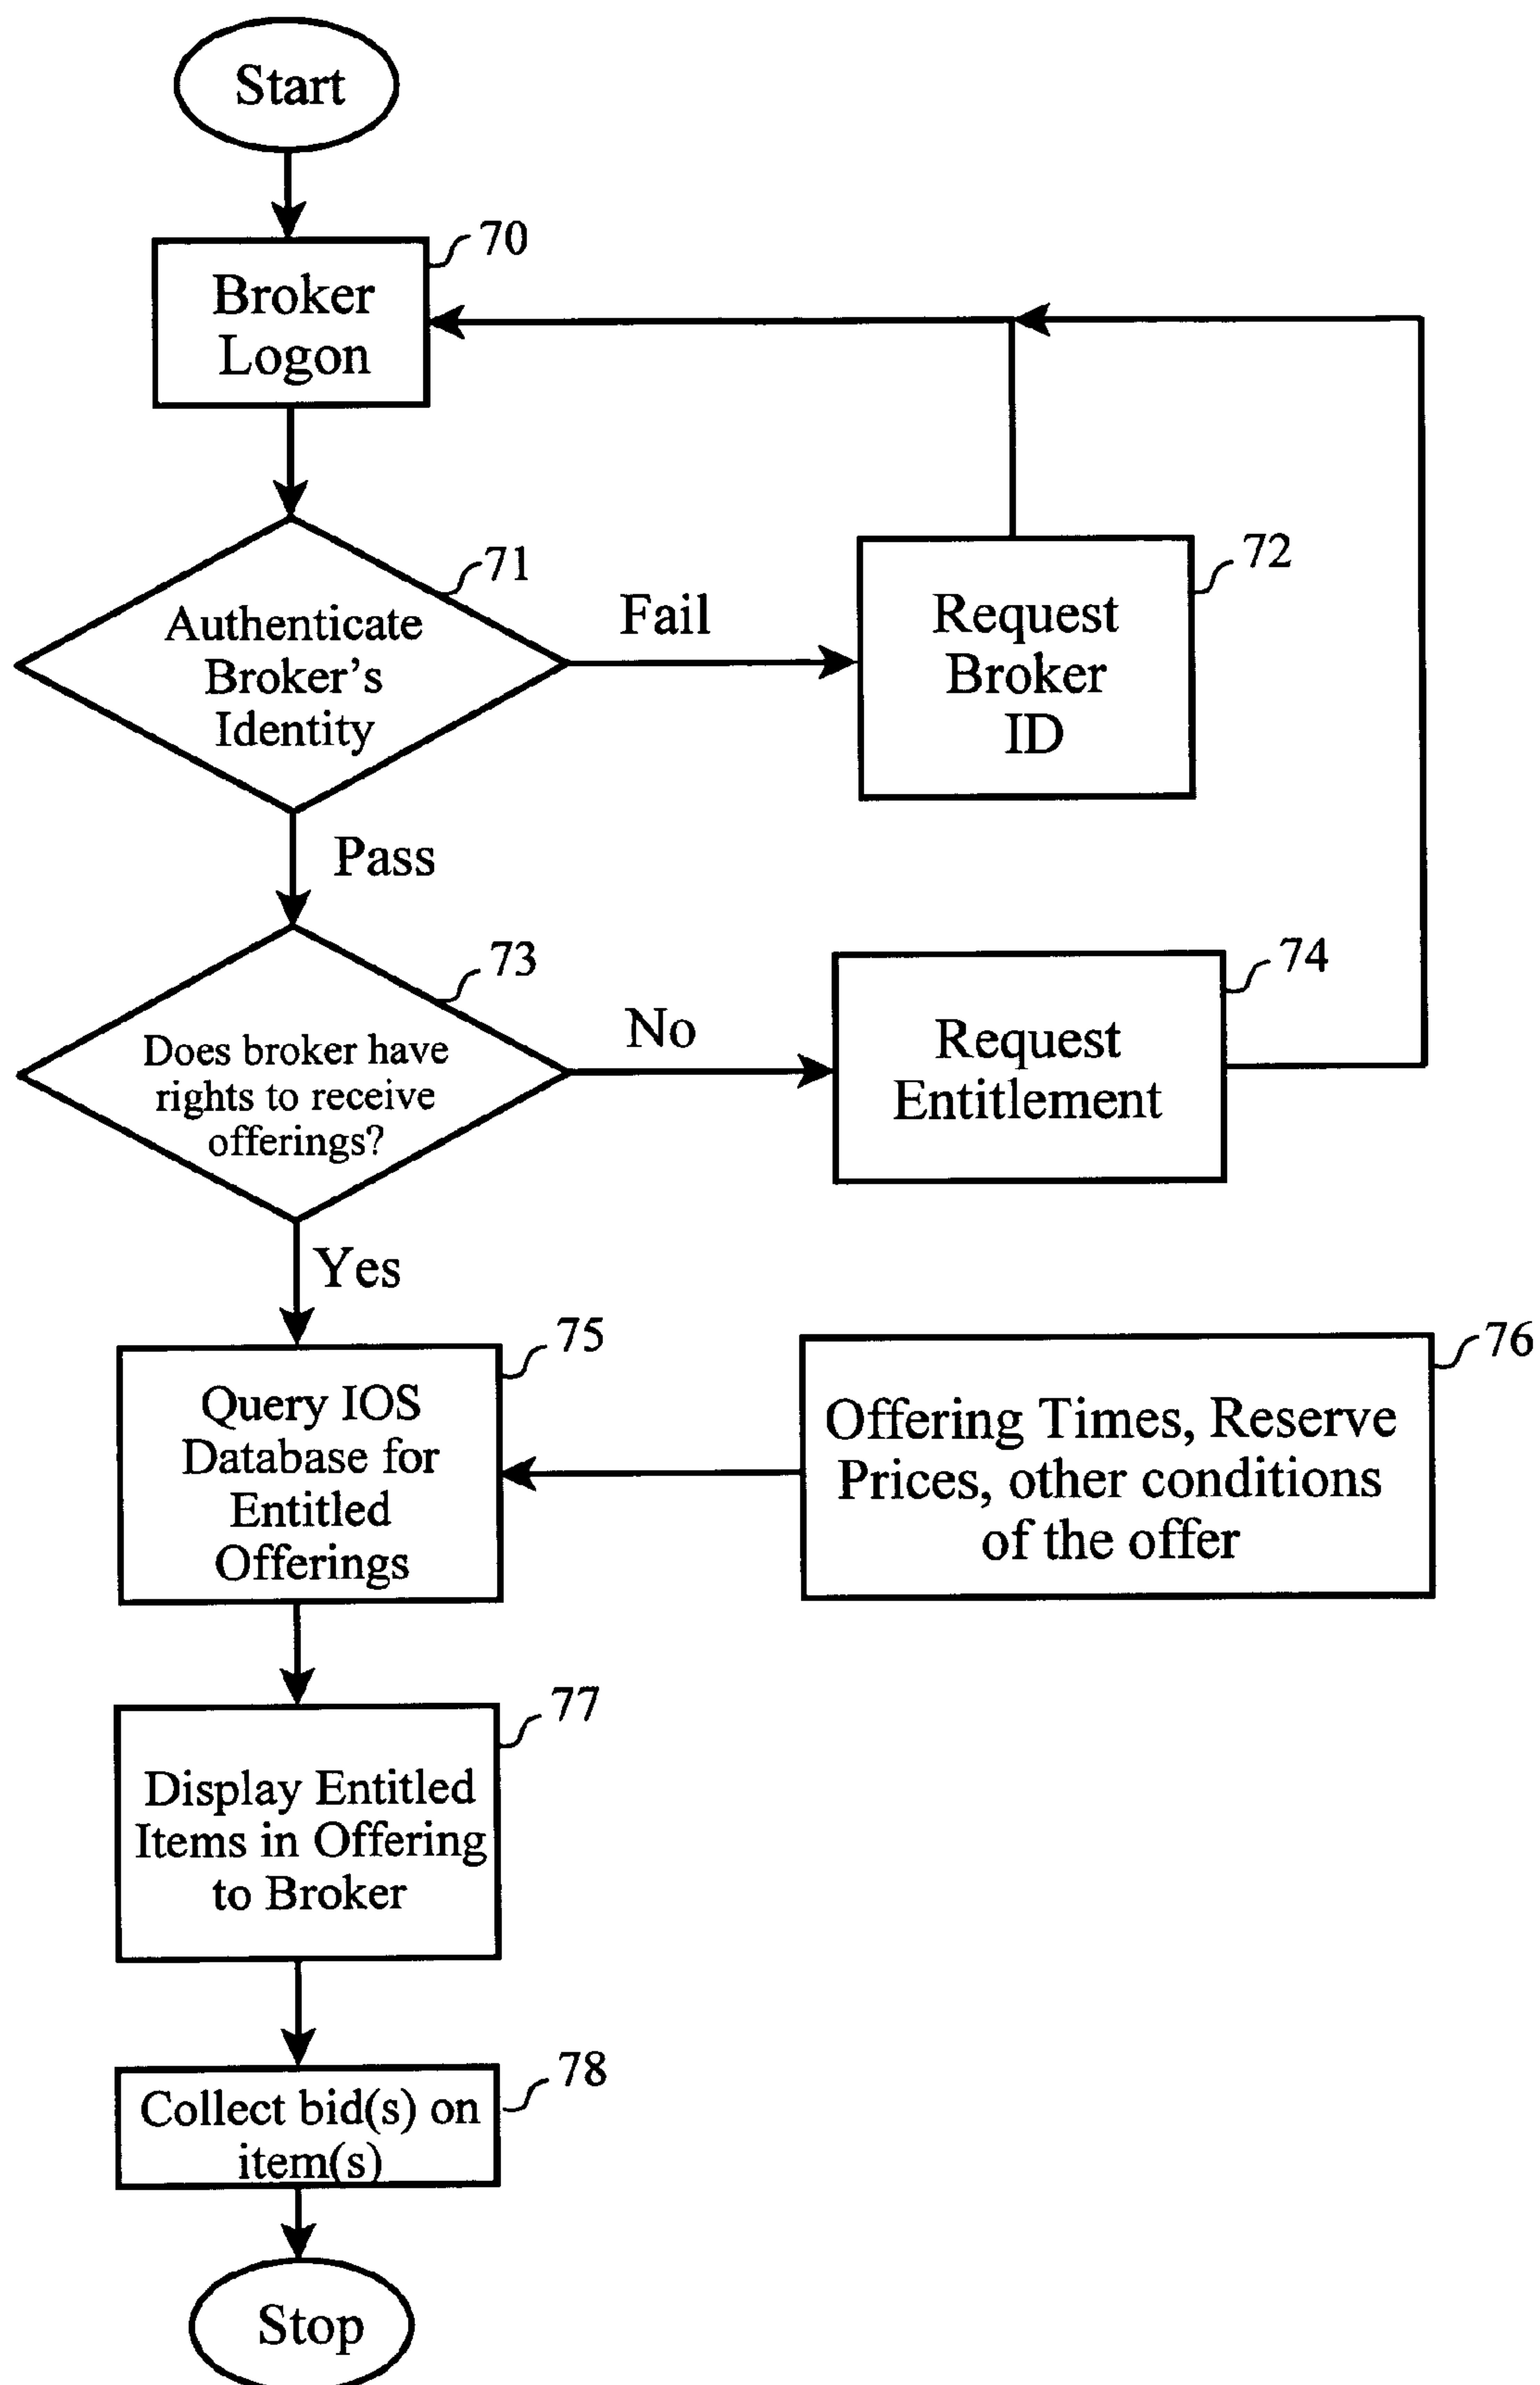 Start
70
Broker
Logon
71
Authenticate
Broker's
Identity
Fail
72
Request
Broker
ID
Pass
73
Does broker have
rights to receive
offerings?
No
74
Request
Entitlement
Yes
75
Query IOS
Database for
Entitled
Offerings
76
Offering Times, Reserve
Prices, other conditions
of the offer
77
Display Entitled
Items in Offering
to Broker
78
Collect bid(s) on
item(s)
Stop